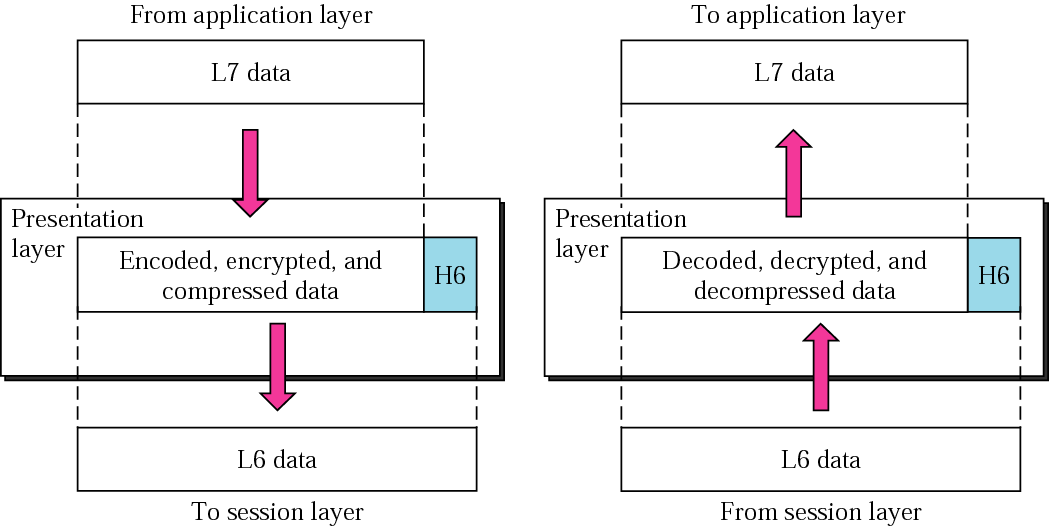 From application layer
L7 data
Presentation
layer
Encoded, encrypted, and
compressed data
H6
L6 data
To session layer
To application layer
L7 data
Presentation
layer
Decoded, decrypted, and
decompressed data
H6
L6 data
From session layer